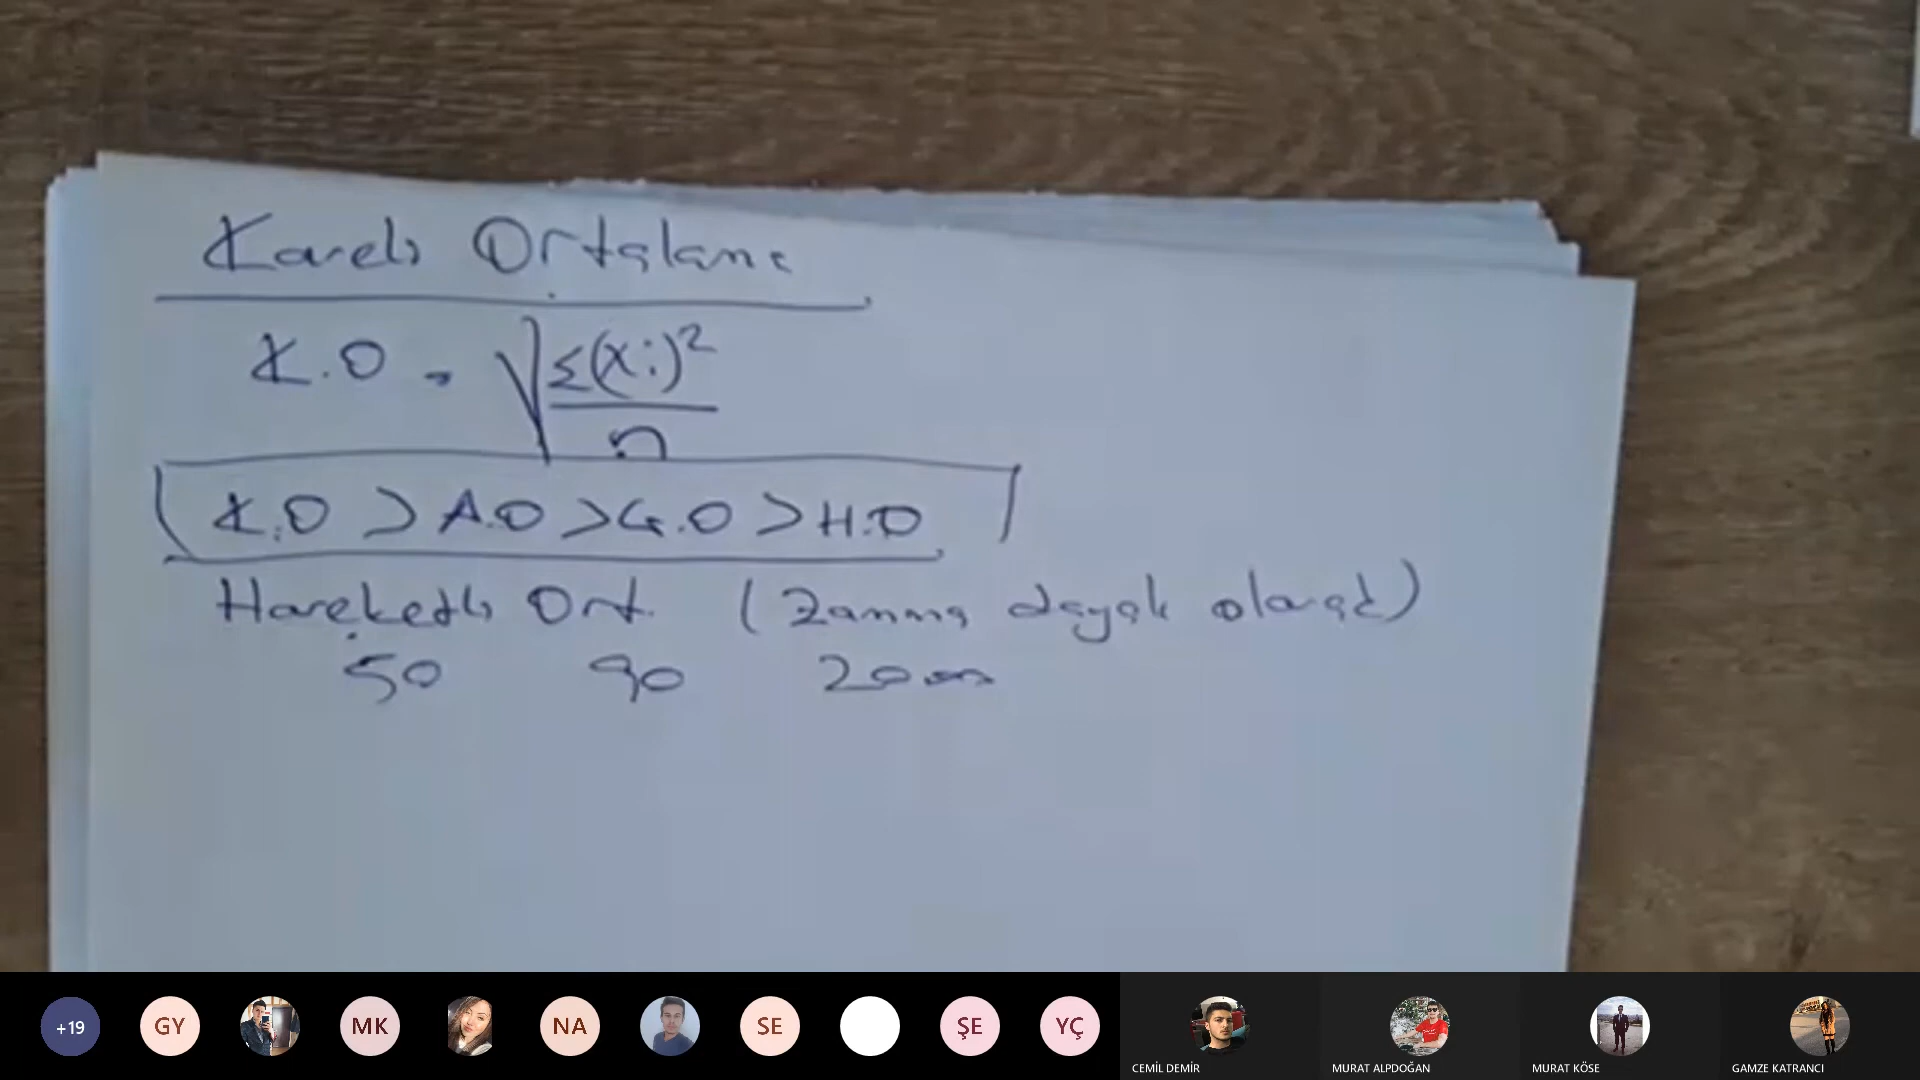 Kareli Ortalama
K.O = √Σ(xi)²
n
K.O > A.O > G.O > H.O
Hareketli Ort. (Zamana dayalı olarak)
50 90 200
+19 GY MK NA SE ŞE YÇ
CEMİL DEMİR MURAT ALPDOĞAN MURAT KÖSE GAMZE KATRANCI